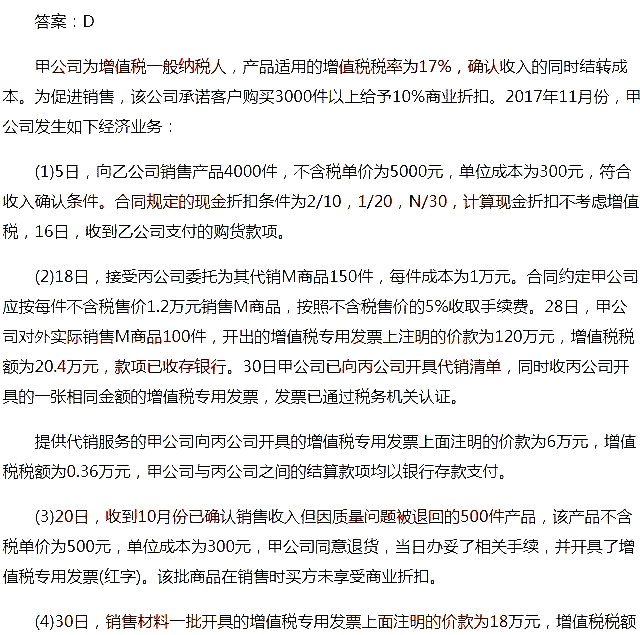 答案：D
甲公司为增值税一般纳税人，产品适用的增值税税率为17%，确认收入的同时结转成
本。为促进销售，该公司承诺客户购买3000件以上给予10%商业折扣。2017年11月份，甲
公司发生如下经济业务：
(1)5日，向乙公司销售产品4000件，不含税单价为5000元，单位成本为300元，符合
收入确认条件。合同规定的现金折扣条件为2/10，1/20，N/30，计算现金折扣不考虑增值
税，16日，收到乙公司支付的购货款项。
(2)18日，接受丙公司委托为其代销M商品150件，每件成本为1万元。合同约定甲公司
应按每件不含税售价1.2万元销售M商品，按照不含税售价的5%收取手续费。28日，甲公
司对外实际销售M商品100件，开出的增值税专用发票上注明的价款为120万元，增值税税
额为20.4万元，款项已收存银行。30日甲公司已向丙公司开具代销清单，同时收丙公司开
具的一张相同金额的增值税专用发票，发票已通过税务机关认证。
提供代销服务的甲公司向丙公司开具的增值税专用发票上面注明的价款为6万元，增值
税税额为0.36万元，甲公司与丙公司之间的结算款项均以银行存款支付。
(3)20日，收到10月份已确认销售收入但因质量问题被退回的500件产品，该产品不含
税单价为500元，单位成本为300元，甲公司同意退货，当日办妥了相关手续，并开具了增
值税专用发票(红字)。该批商品在销售时买方未享受商业折扣。
(4)30日，销售材料一批开具的增值税专用发票上面注明的价款为18万元，增值税税额